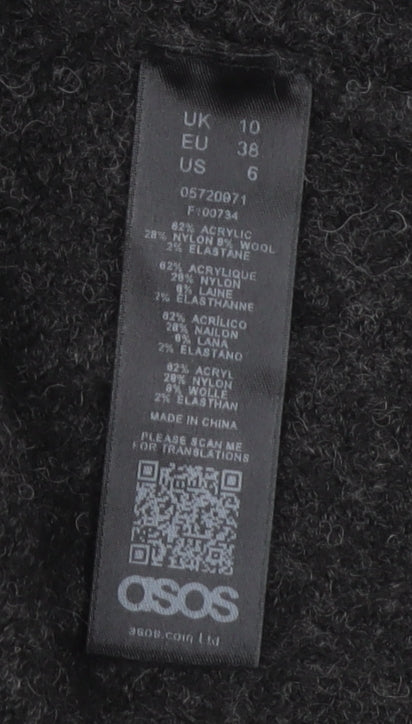 UK 10
EU 38
US 6
05720971
F100734
62% ACRYLIC
28% NYLON 8% WOOL
2% ELASTANE
62% ACRYLIQUE
28% NYLON
8% LAINE
2% ELASTHANNE
62% ACRÍLICO
28% NAILON
8% LANA
2% ELASTANO
62% ACRYL
28% NYLON
8% WOLLE
2% ELASTHAN
MADE IN CHINA
PLEASE SCAN ME
FOR TRANSLATIONS
asos
asos.com Ltd